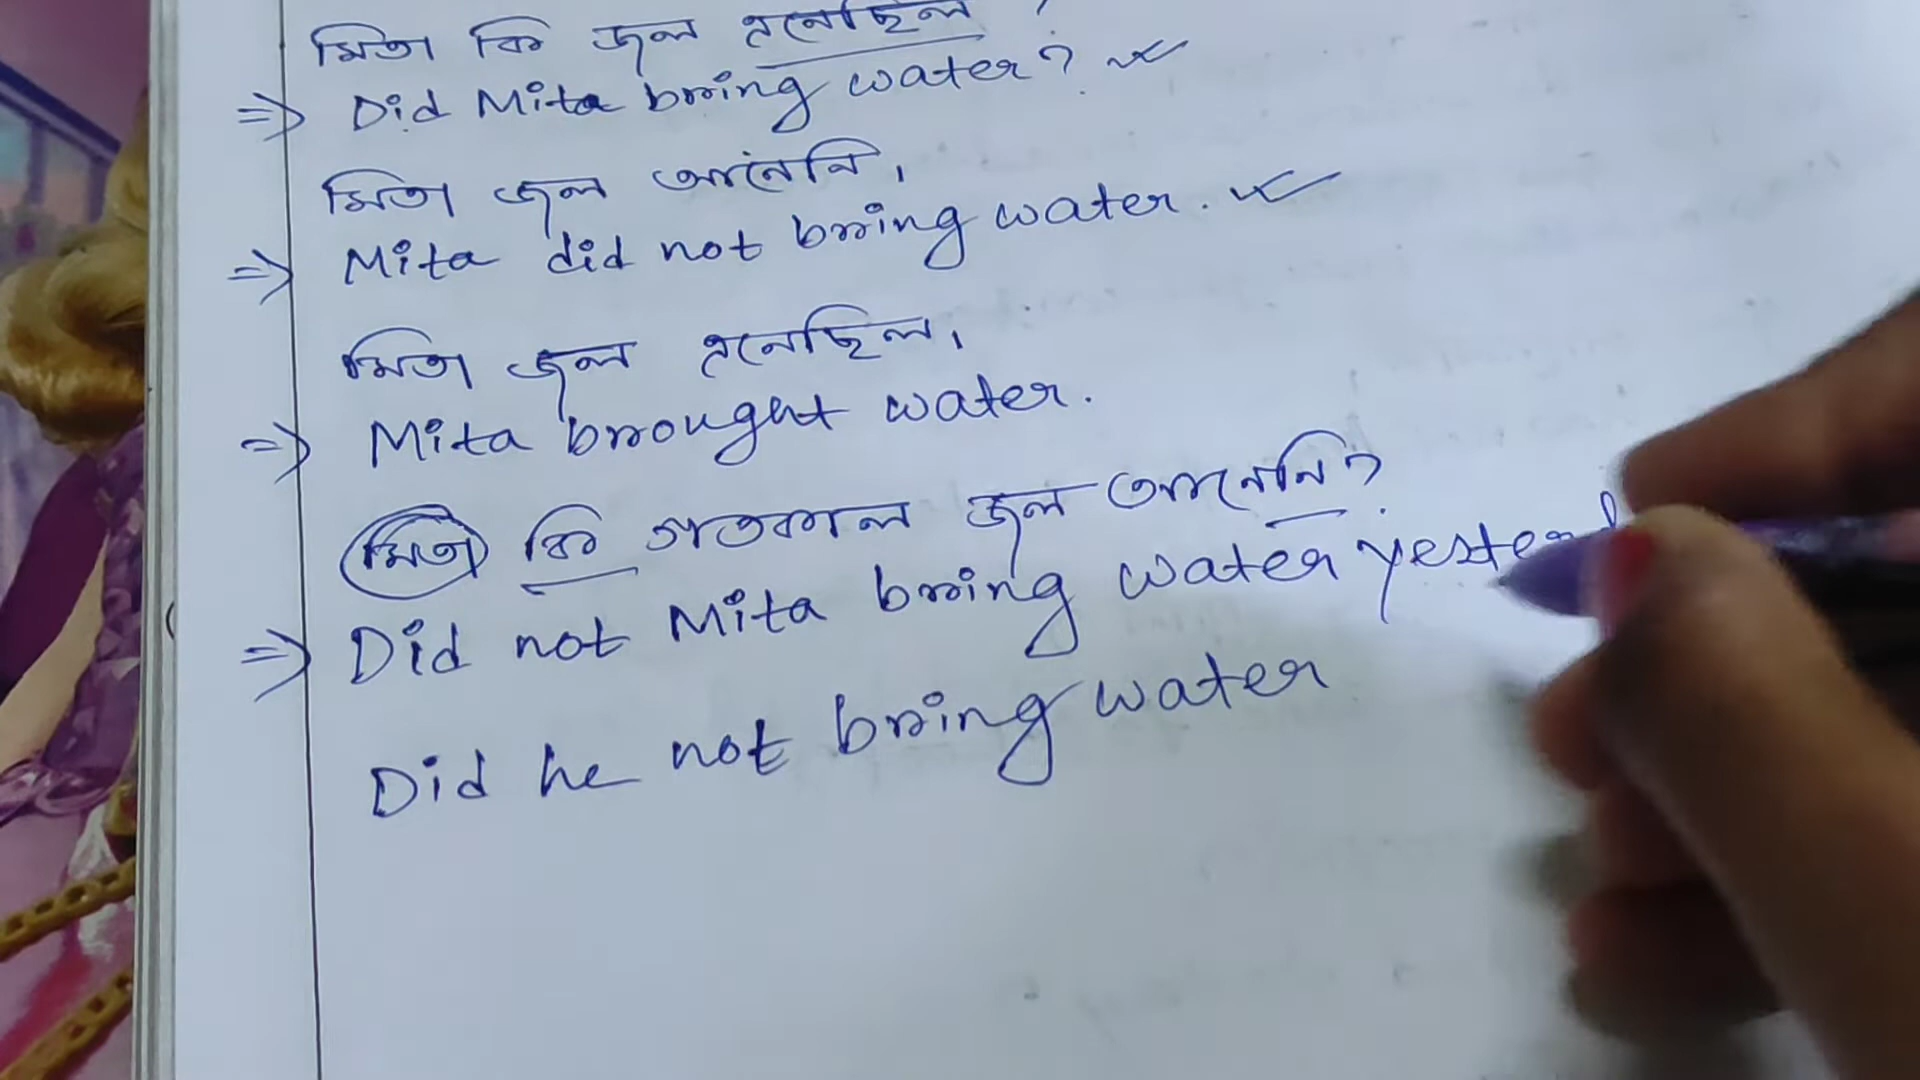 মিতা কি জল এনেছিল ?
=> Did Mita bring water?
মিতা জল আনেনি।
=> Mita did not bring water.
মিতা জল এনেছিল।
=> Mita brought water.
মিতা কি গতকাল জল আনেনি?
=> Did not Mita bring water
Did he not bring water